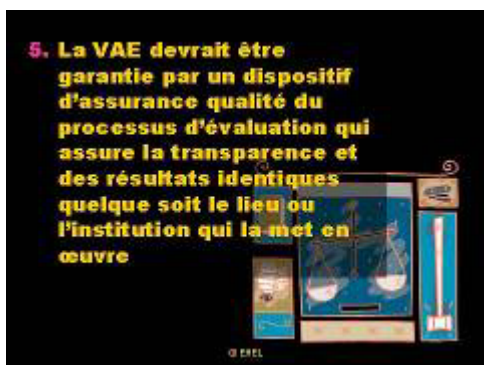 5. La VAE devrait être
garantie par un dispositif
d'assurance qualité du
processus d'évaluation qui
assure la transparence et
des résultats identiques
quelque soit le lieu ou
l'institution qui la met en
œuvre